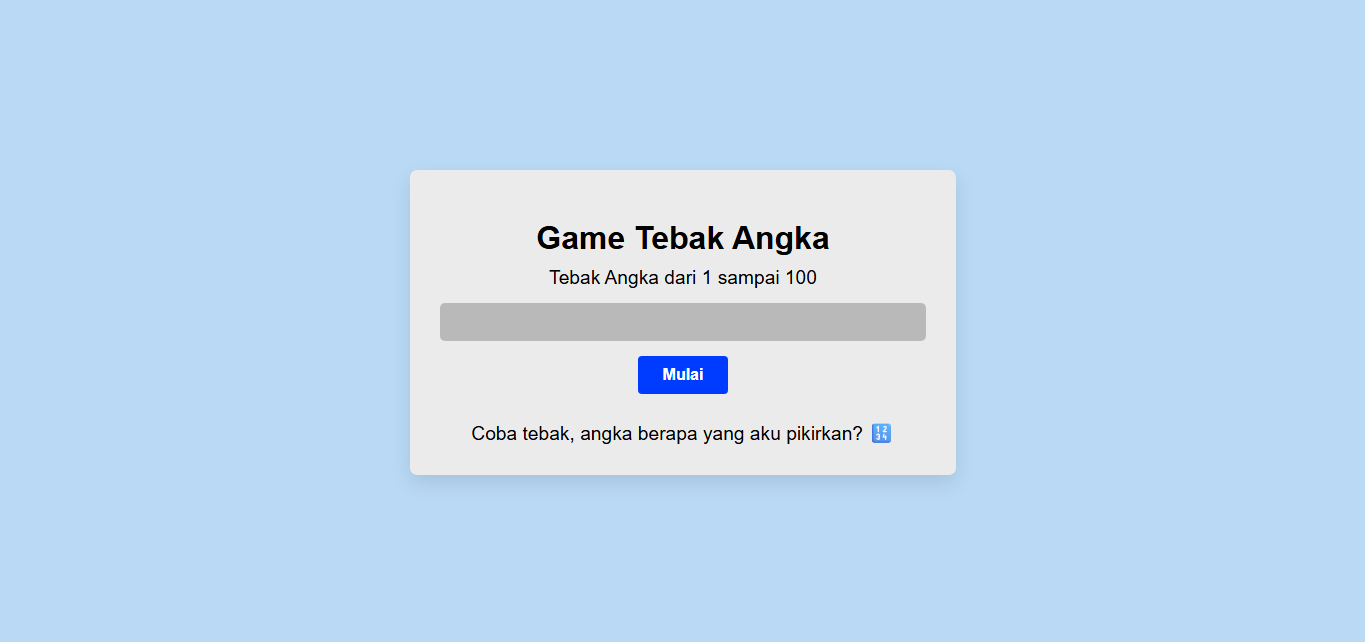 Game Tebak Angka
Tebak Angka dari 1 sampai 100
Mulai
Coba tebak, angka berapa yang aku pikirkan? 🔢